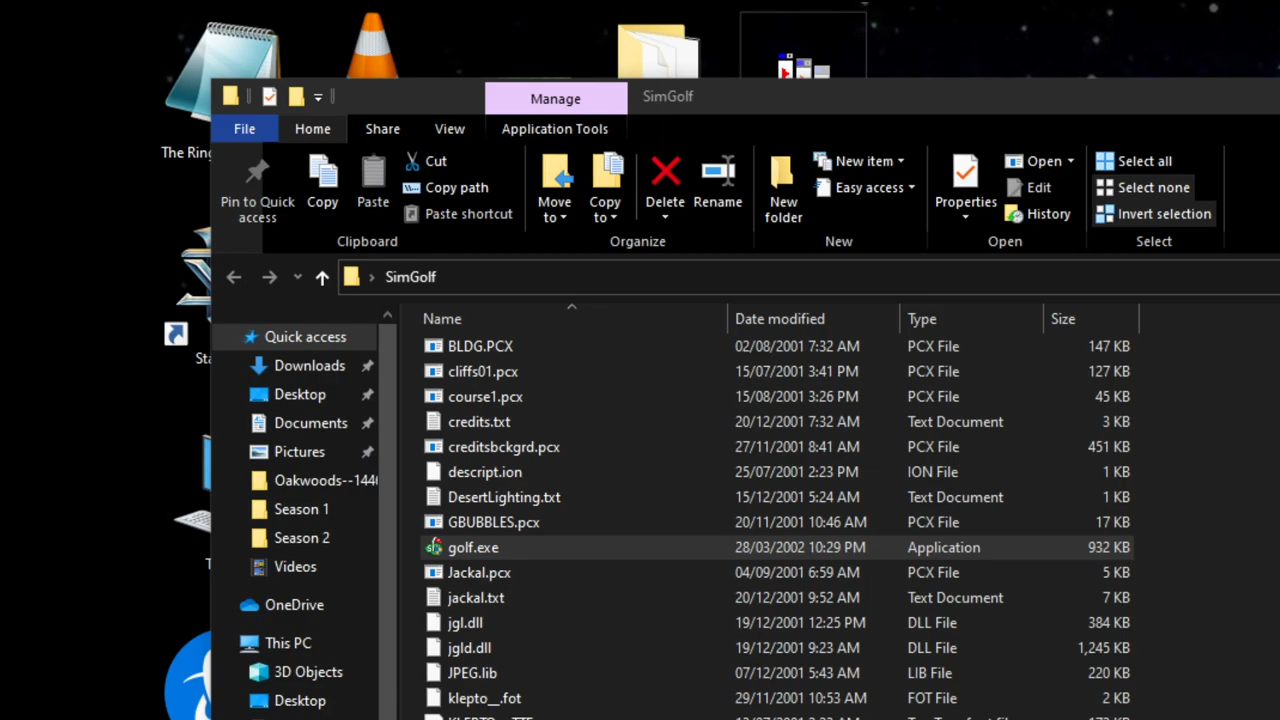 The Ring
Sta
T
Manage
SimGolf
File
Home
Share
View
Application Tools
Pin to Quick
access
Copy
Paste
Cut
Copy path
Paste shortcut
Clipboard
Move
to
Copy
to
Delete
Rename
Organize
New
folder
New item
Easy access
New
Properties
Open
Edit
History
Open
Select all
Select none
Invert selection
Select
SimGolf
Quick access
Downloads
Desktop
Documents
Pictures
Oakwoods--144
Season 1
Season 2
Videos
OneDrive
This PC
3D Objects
Desktop
Name Date modified Type Size
BLDG.PCX 02/08/2001 7:32 AM PCX File 147 KB
cliffs01.pcx 15/07/2001 3:41 PM PCX File 127 KB
course1.pcx 15/08/2001 3:26 PM PCX File 45 KB
credits.txt 20/12/2001 7:32 AM Text Document 3 KB
creditsbckgrd.pcx 27/11/2001 8:41 AM PCX File 451 KB
descript.ion 25/07/2001 2:23 PM ION File 1 KB
DesertLighting.txt 15/12/2001 5:24 AM Text Document 1 KB
GBUBBLES.pcx 20/11/2001 10:46 AM PCX File 17 KB
golf.exe 28/03/2002 10:29 PM Application 932 KB
Jackal.pcx 04/09/2001 6:59 AM PCX File 5 KB
jackal.txt 20/12/2001 9:52 AM Text Document 7 KB
jgl.dll 19/12/2001 12:25 PM DLL File 384 KB
jgld.dll 19/12/2001 9:23 AM DLL File 1,245 KB
JPEG.lib 07/12/2001 5:43 AM LIB File 220 KB
klepto__.fot 29/11/2001 10:53 AM FOT File 2 KB